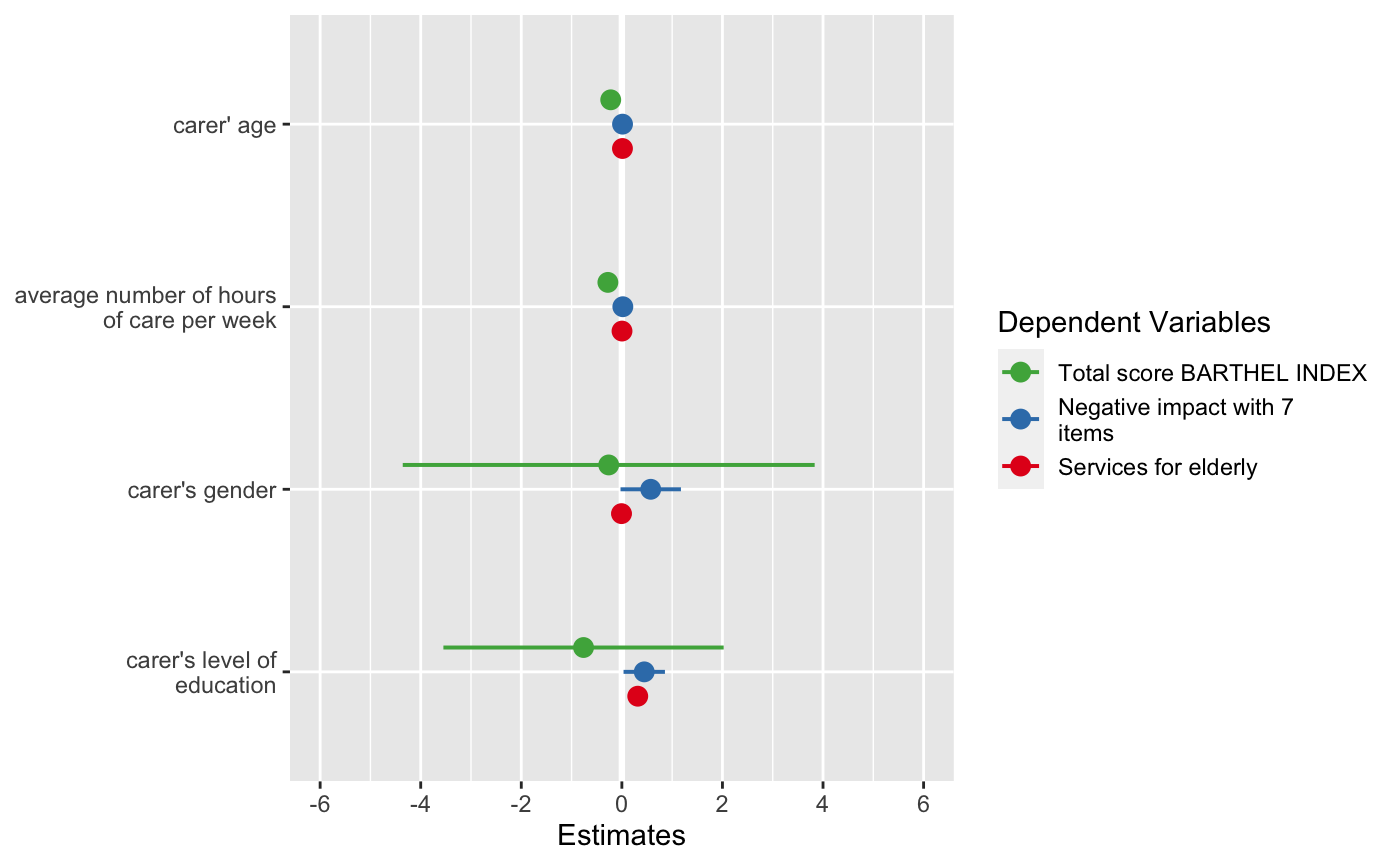 carer' age
average number of hours
of care per week
carer's gender
carer's level of
education
-6 -4 -2 0 2 4 6
Estimates
Dependent Variables
Total score BARTHEL INDEX
Negative impact with 7
items
Services for elderly